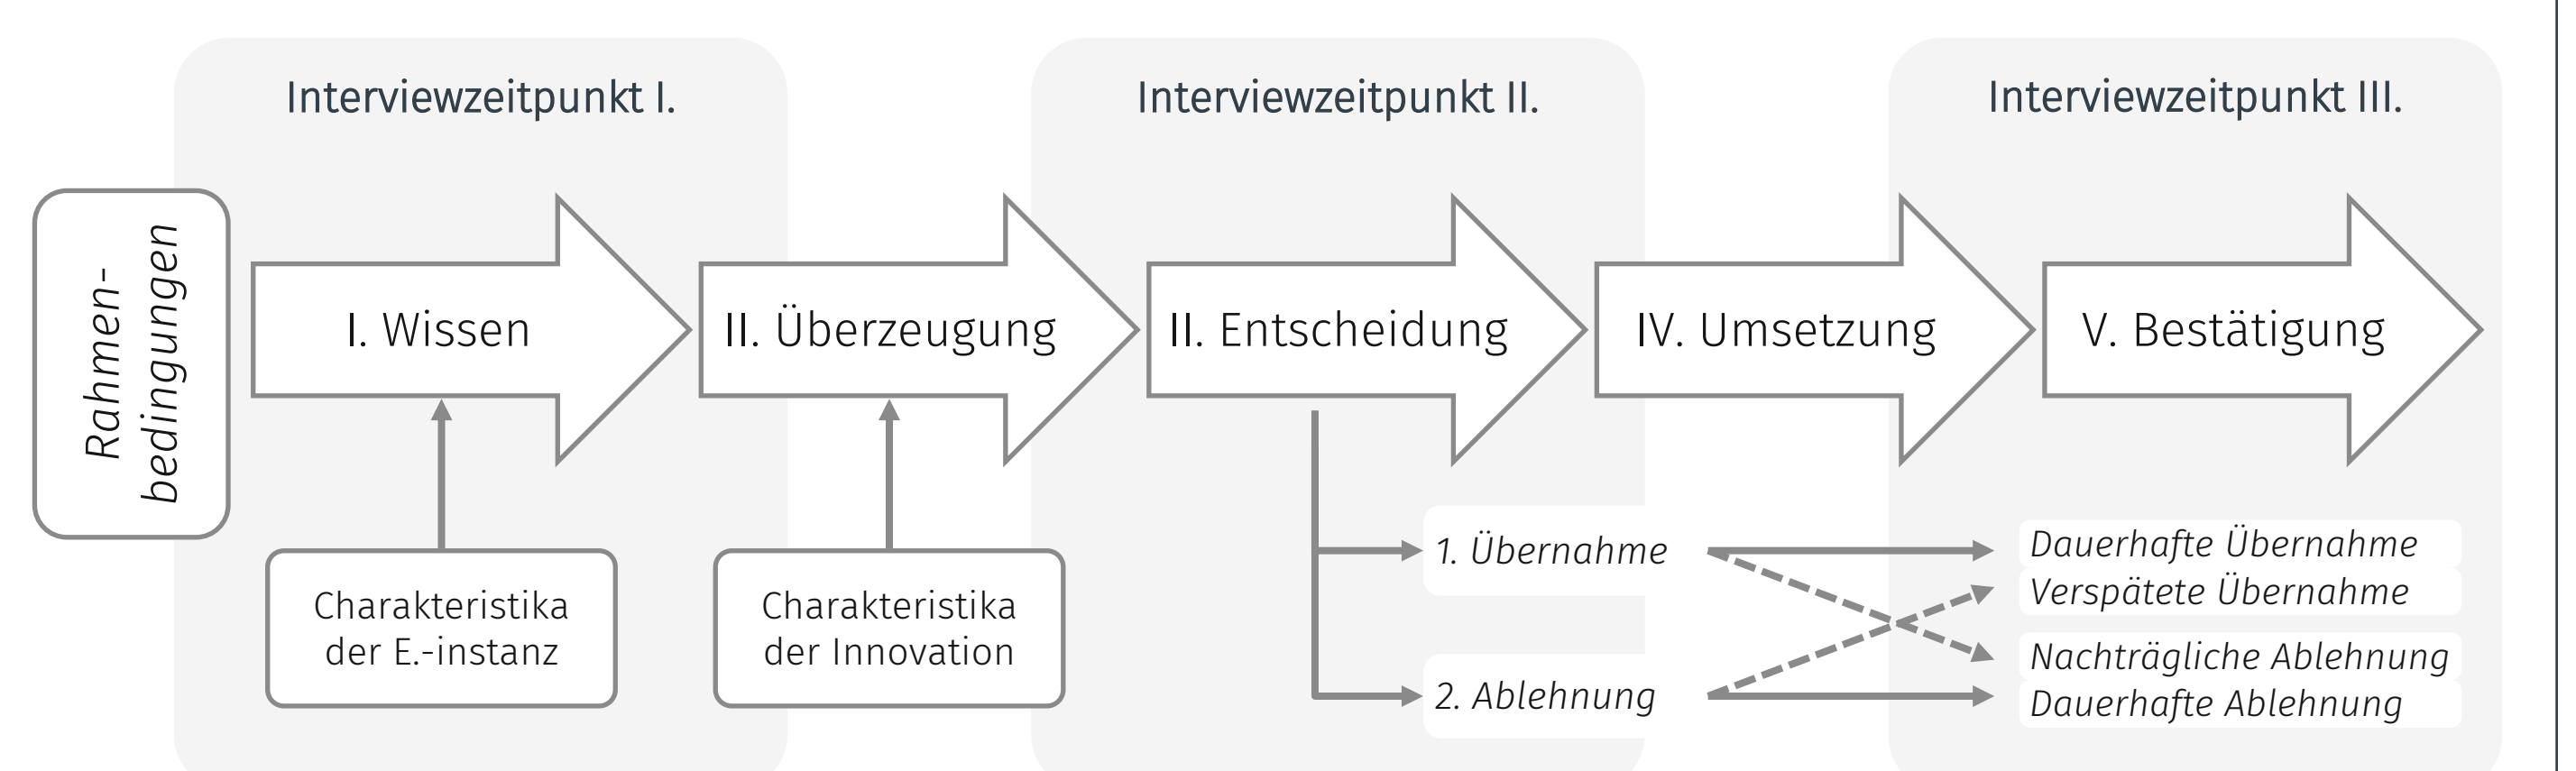 Interviewzeitpunkt I.
Interviewzeitpunkt II.
Interviewzeitpunkt III.
Rahmen-
bedingungen
I. Wissen
II. Überzeugung
II. Entscheidung
IV. Umsetzung
V. Bestätigung
Charakteristika
der E.-instanz
Charakteristika
der Innovation
1. Übernahme
2. Ablehnung
Dauerhafte Übernahme
Verspätete Übernahme
Nachträgliche Ablehnung
Dauerhafte Ablehnung